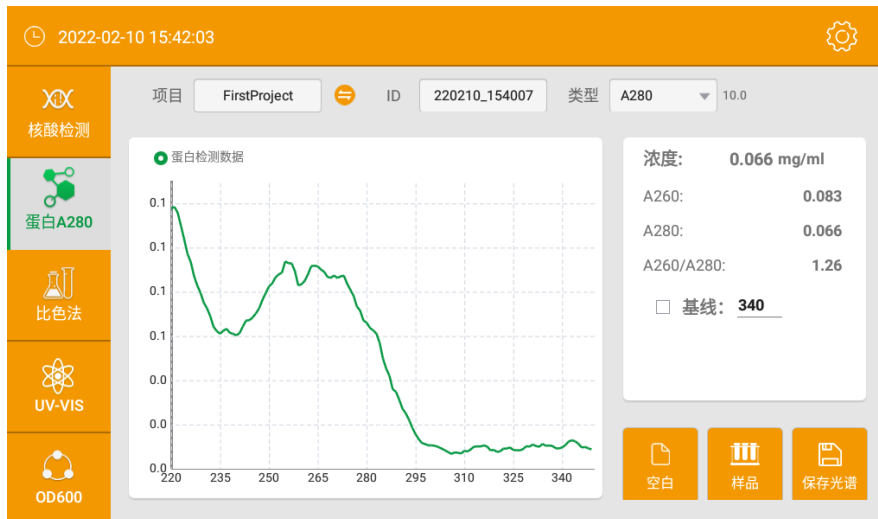 2022-02-10 15:42:03
核酸检测
蛋白A280
比色法
UV-VIS
OD600
项目 FirstProject ID 220210_154007 类型 A280 10.0
蛋白检测数据
0.1
0.1
0.1
0.1
0.0
0.0
0.0
220 235 250 265 280 295 310 325 340
浓度: 0.066 mg/ml
A260: 0.083
A280: 0.066
A260/A280: 1.26
基线: 340
空白 样品 保存光谱